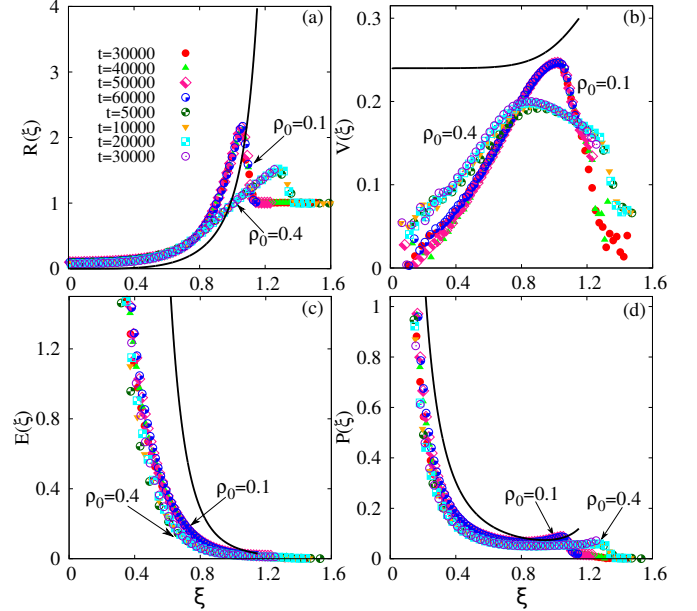 (a)
R(ξ)
4
3
2
1
0
t=30000
t=40000
t=50000
t=60000
t=5000
t=10000
t=20000
t=30000
ρ0=0.1
ρ0=0.4
0 0.4 0.8 1.2 1.6
(b)
V(ξ)
0.3
0.2
0.1
0
ρ0=0.1
ρ0=0.4
0 0.4 0.8 1.2 1.6
(c)
E(ξ)
1.2
0.8
0.4
0
ρ0=0.4
ρ0=0.1
0 0.4 0.8 1.2 1.6
ξ
(d)
P(ξ)
1
0.8
0.6
0.4
0.2
0
ρ0=0.1
ρ0=0.4
0 0.4 0.8 1.2 1.6
ξ